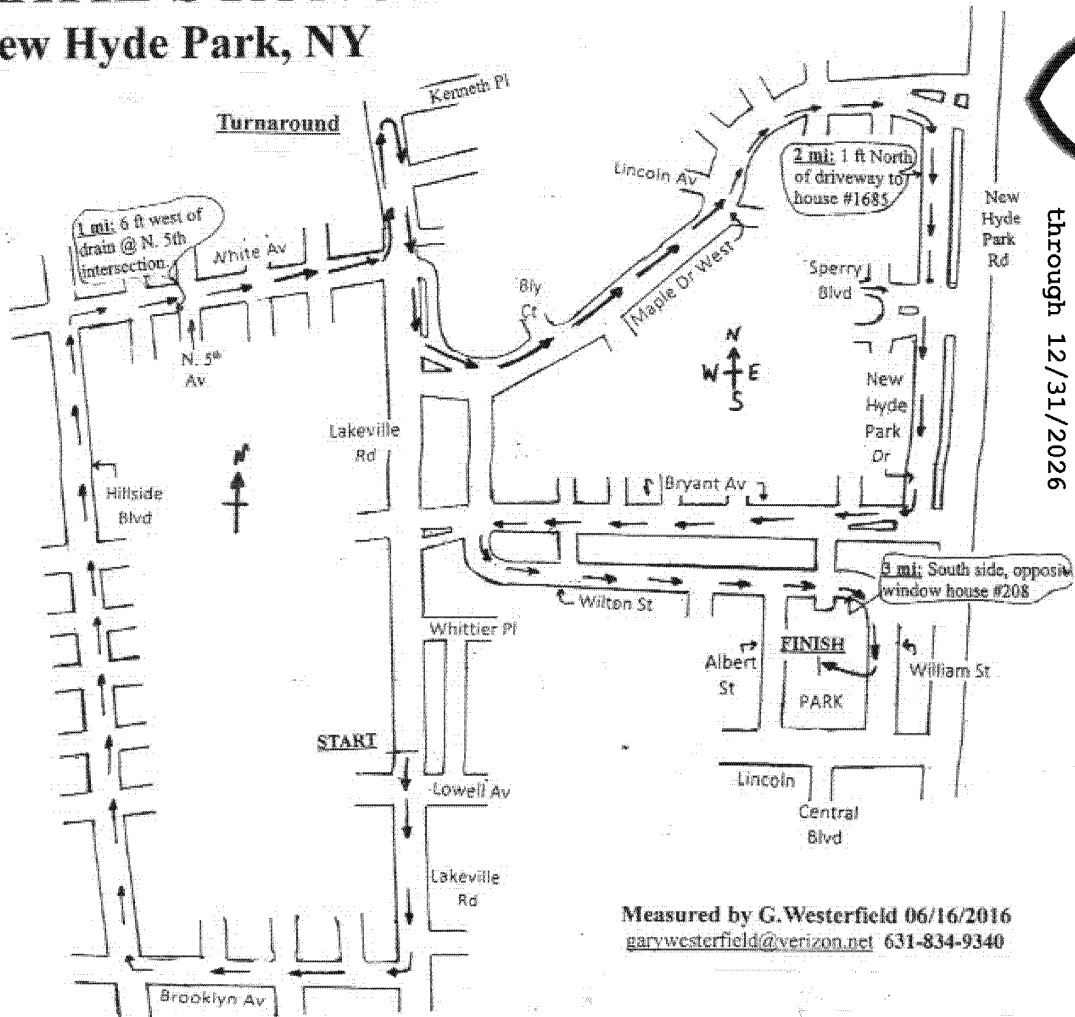 ew Hyde Park, NY
Kenneth Pl
Turnaround
Lincoln Av
2 mi: 1 ft North
of driveway to
house #1685
New
Hyde
Park
Rd
through 12/31/2026
1 mi: 6 ft west of
drain @ N. 5th
intersection.
White Av
Bly
Ct
Maple Dr West
Sperry
Blvd
N. 5th
Av
N
W E
S
New
Hyde
Park
Dr
Lakeville
Rd
N
Hillside
Blvd
Bryant Av
3 mi: South side, opposite
window house #208
Wilton St
Whittier Pl
Albert
St
FINISH
William St
PARK
START
Lowell Av
Lincoln
Central
Blvd
Lakeville
Rd
Measured by G.Westerfield 06/16/2016
garywesterfield@verizon.net 631-834-9340
Brooklyn Av